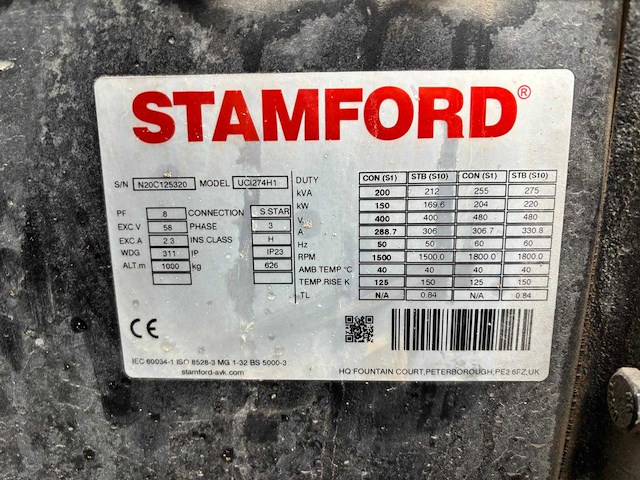 STAMFORD®
S/N N20C125320 MODEL UCI274H1 DUTY CON (S1) STB (S10) CON (S1) STB (S10)
kVA 200 212 255 275
kW 150 169.6 204 220
PF 8 CONNECTION S STAR V 400 400 480 480
EXC.V 58 PHASE 3 A 288.7 306 306.7 330.8
EXC.A 2.3 INS CLASS H Hz 50 50 60 60
WDG 311 IP IP23 RPM 1500 1500.0 1800.0 1800.0
ALT.m 1000 kg 626 AMB.TEMP °C 40 40 40 40
TEMP.RISE K 125 150 125 150
TL N/A 0.84 N/A 0.84
CE
IEC 60034-1 ISO 8528-3 MG 1-32 BS 5000-3
stamford-avk.com HQ FOUNTAIN COURT, PETERBOROUGH, PE2 6FZ, UK